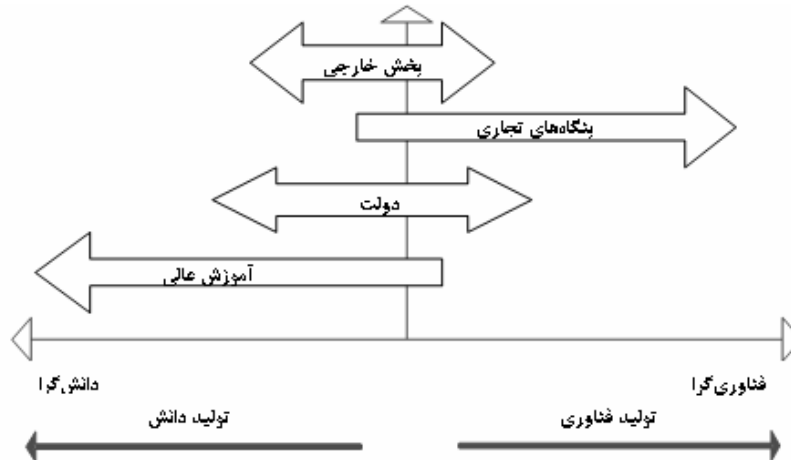 بخش خارجی
بنگاه‌های تجاری
دولت
آموزش عالی
فناوری‌گرا
دانش‌گرا
تولید فناوری
تولید دانش